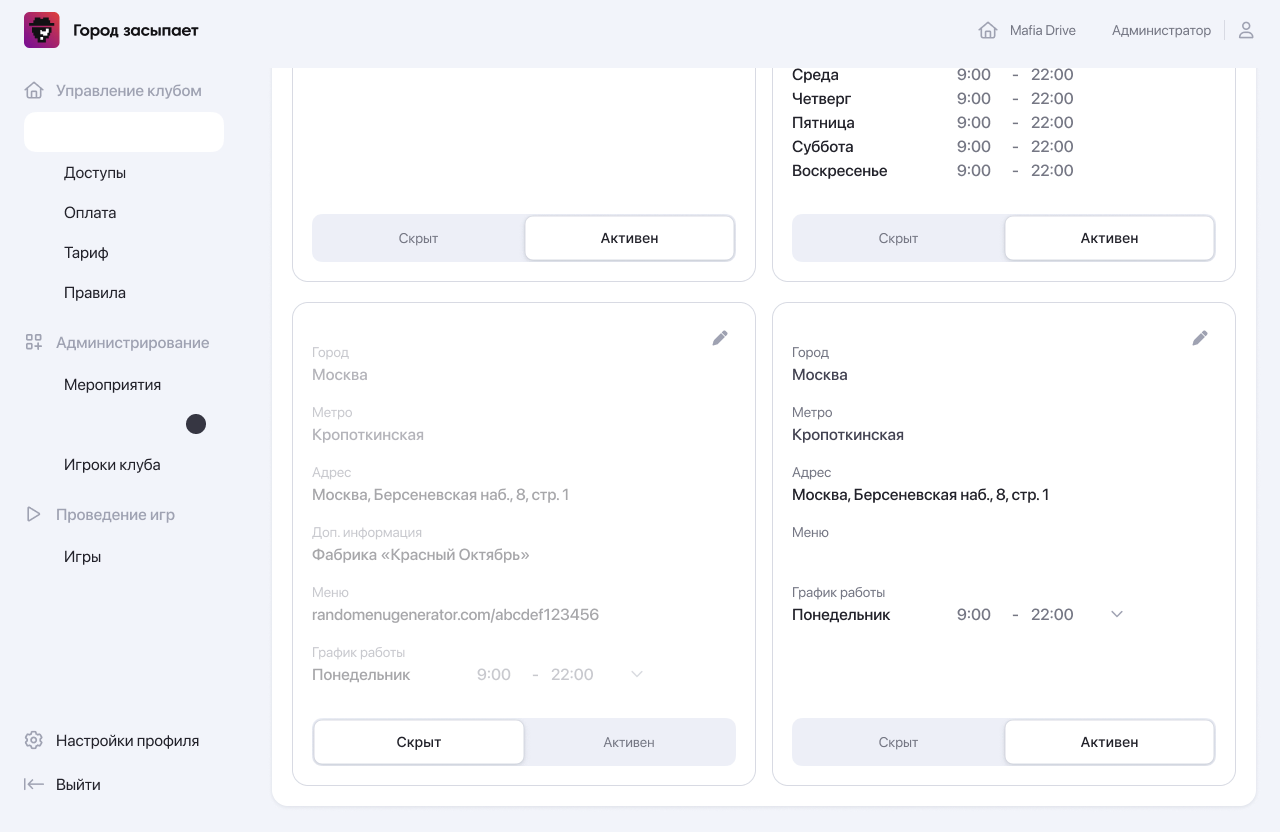 Город засыпает
Mafia Drive
Администратор
Управление клубом
Доступы
Оплата
Тариф
Правила
Администрирование
Мероприятия
Игроки клуба
Проведение игр
Игры
Настройки профиля
Выйти
Скрыт
Активен
Среда 9:00 - 22:00
Четверг 9:00 - 22:00
Пятница 9:00 - 22:00
Суббота 9:00 - 22:00
Воскресенье 9:00 - 22:00
Скрыт
Активен
Город
Москва
Метро
Кропоткинская
Адрес
Москва, Берсеневская наб., 8, стр. 1
Доп. информация
Фабрика «Красный Октябрь»
Меню
randomenugenerator.com/abcdef123456
График работы
Понедельник 9:00 - 22:00
Скрыт
Активен
Город
Москва
Метро
Кропоткинская
Адрес
Москва, Берсеневская наб., 8, стр. 1
Меню
График работы
Понедельник 9:00 - 22:00
Скрыт
Активен